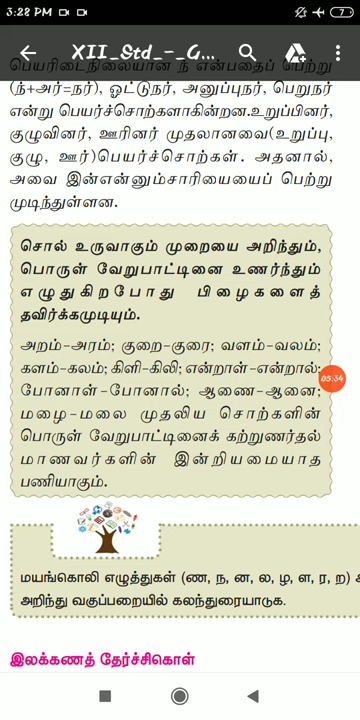 3:28 PM
7
XII_Std_-_C...
பெயரிடைநிலையான ந் என்பதைப் பெற்று
(ந்+அர்=நர்), ஓட்டுநர், அனுப்புநர், பெறுநர்
என்று பெயர்ச்சொற்களாகின்றன.உறுப்பினர்,
குழுவினர், ஊரினர் முதலானவை(உறுப்பு,
குழு, ஊர்)பெயர்ச்சொற்கள். அதனால்,
அவை இன்என்னும்சாரியையைப் பெற்று
முடிந்துள்ளன.
சொல் உருவாகும் முறையை அறிந்தும்,
பொருள் வேறுபாட்டினை உணர்ந்தும்
எழுதுகிறபோது பிழைகளைத்
தவிர்க்கமுடியும்.
அறம்-அரம்; குறை-குரை; வளம்-வலம்;
களம்-கலம்; கிளி-கிலி; என்றாள்-என்றால்;
05:34
போனாள்-போனால்; ஆணை-ஆனை;
மழை-மலை முதலிய சொற்களின்
பொருள் வேறுபாட்டினைக் கற்றுணர்தல்
மாணவர்களின் இன்றியமையாத
பணியாகும்.
மயங்கொலி எழுத்துகள் (ண, ந, ன, ல, ழ, ள, ர, ற)
அறிந்து வகுப்பறையில் கலந்துரையாடுக.
இலக்கணத் தேர்ச்சிகொள்